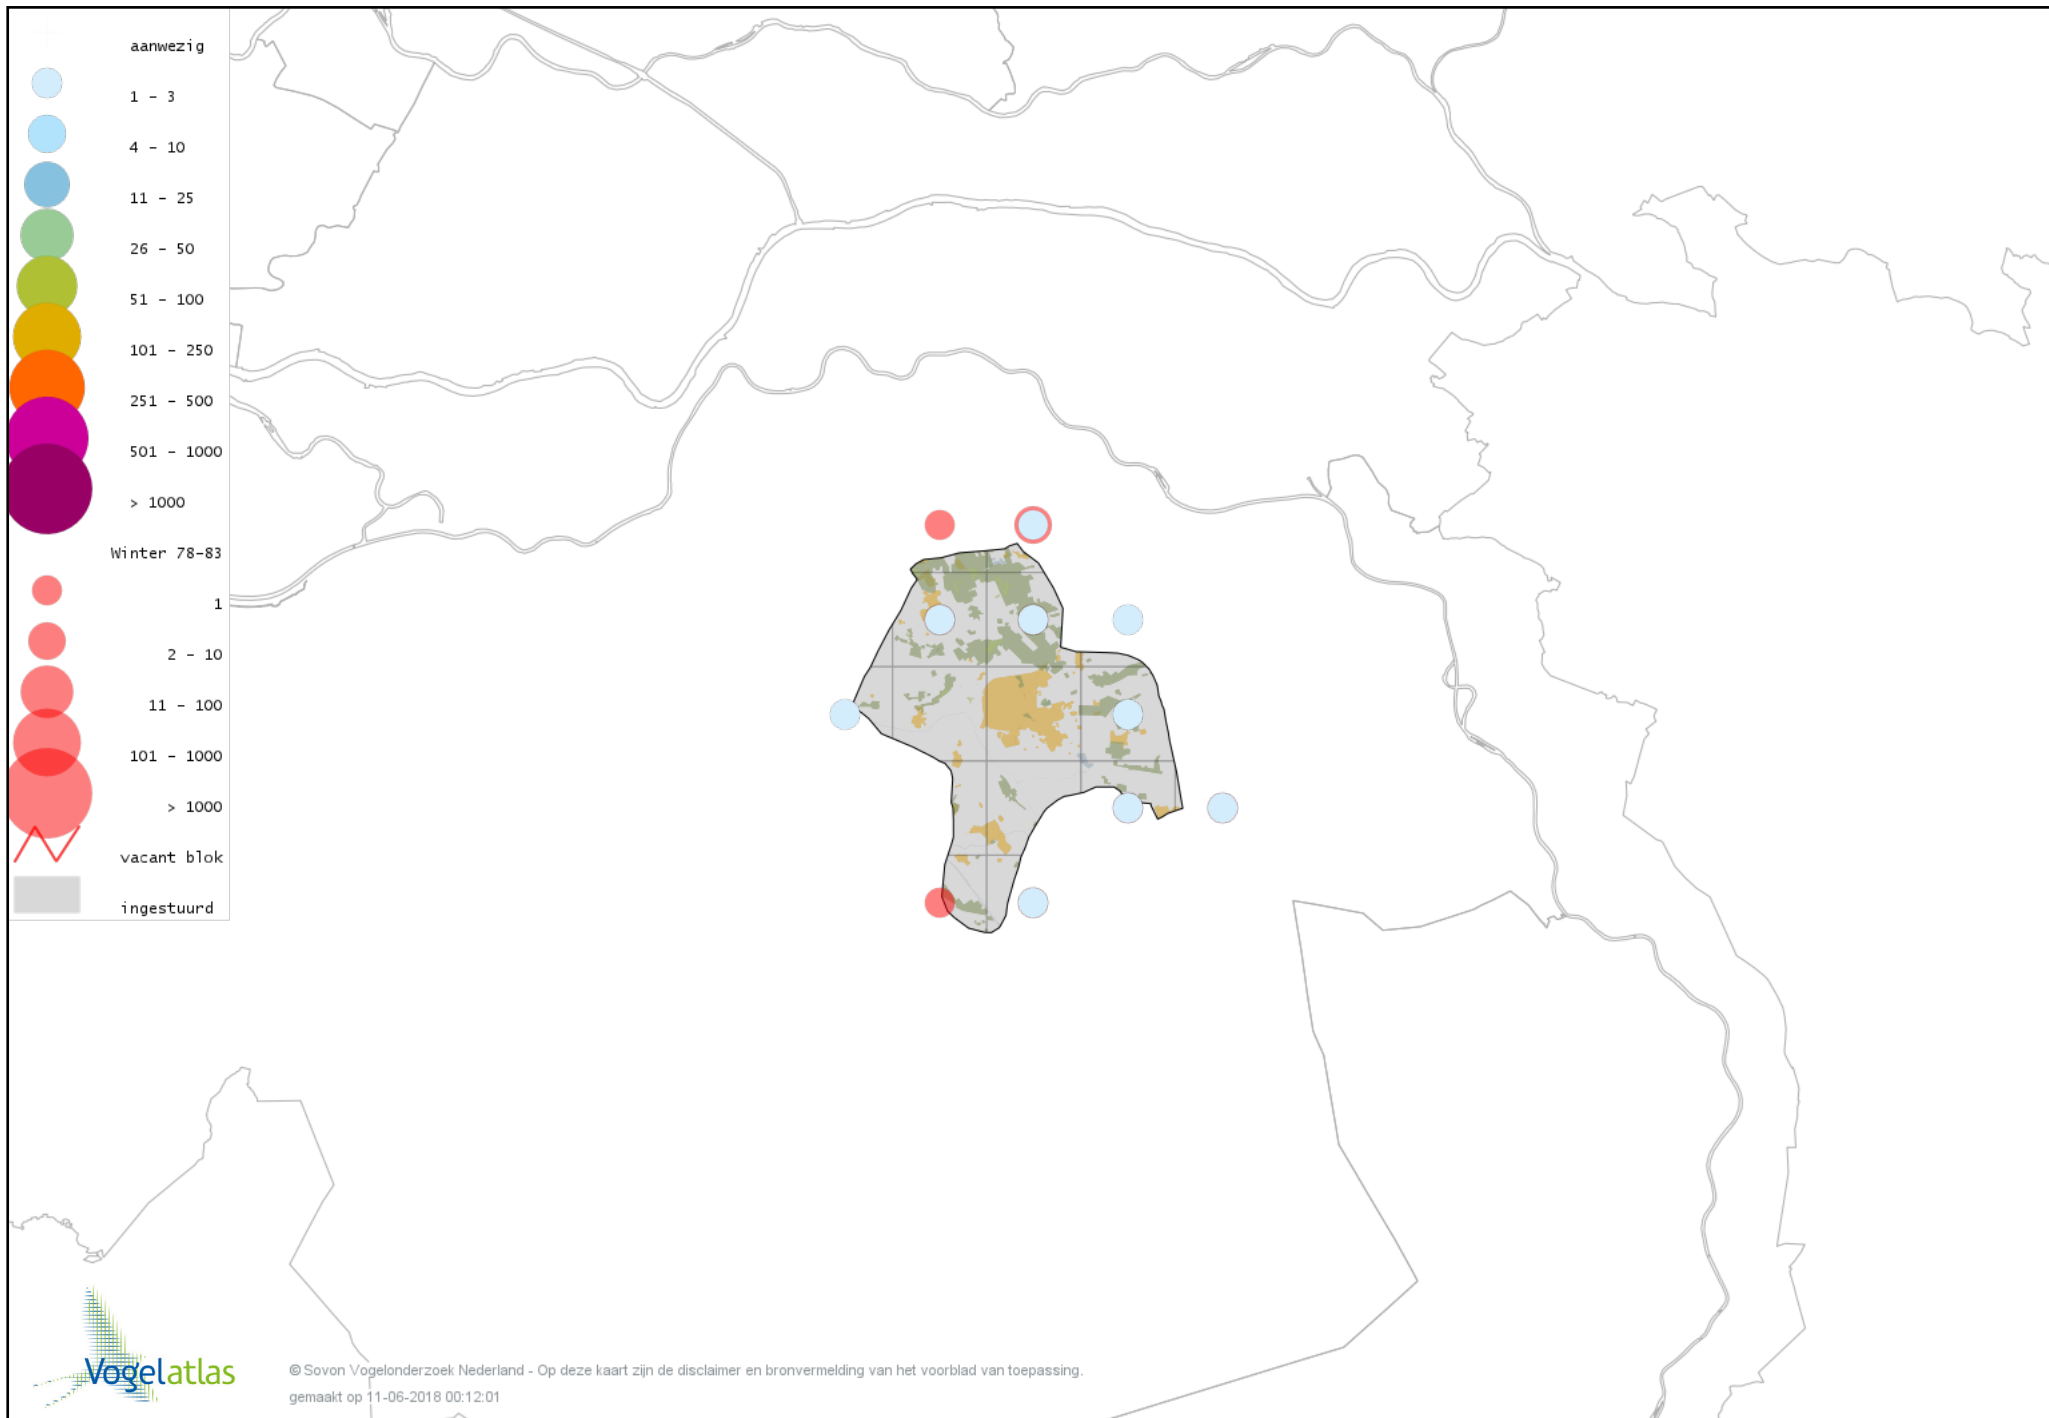 aanwezig
1 - 3
4 - 10
11 - 25
26 - 50
51 - 100
101 - 250
251 - 500
501 - 1000
> 1000
Winter 78-83
1
2 - 10
11 - 100
101 - 1000
> 1000
vacant blok
ingestuurd
Vogelatlas
© Sovon Vogelonderzoek Nederland - Op deze kaart zijn de disclaimer en bronvermelding van het voorblad van toepassing.
gemaakt op 11-06-2018 00:12:01